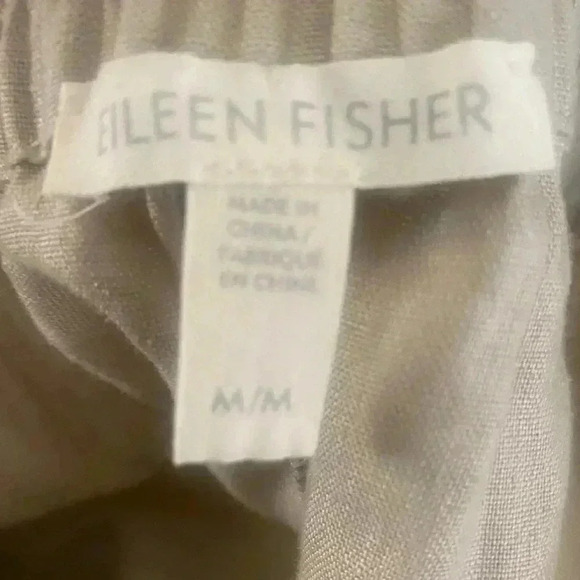 EILEEN FISHER
MADE IN
CHINA/
FABRIQUÉ
EN CHINE
M/M